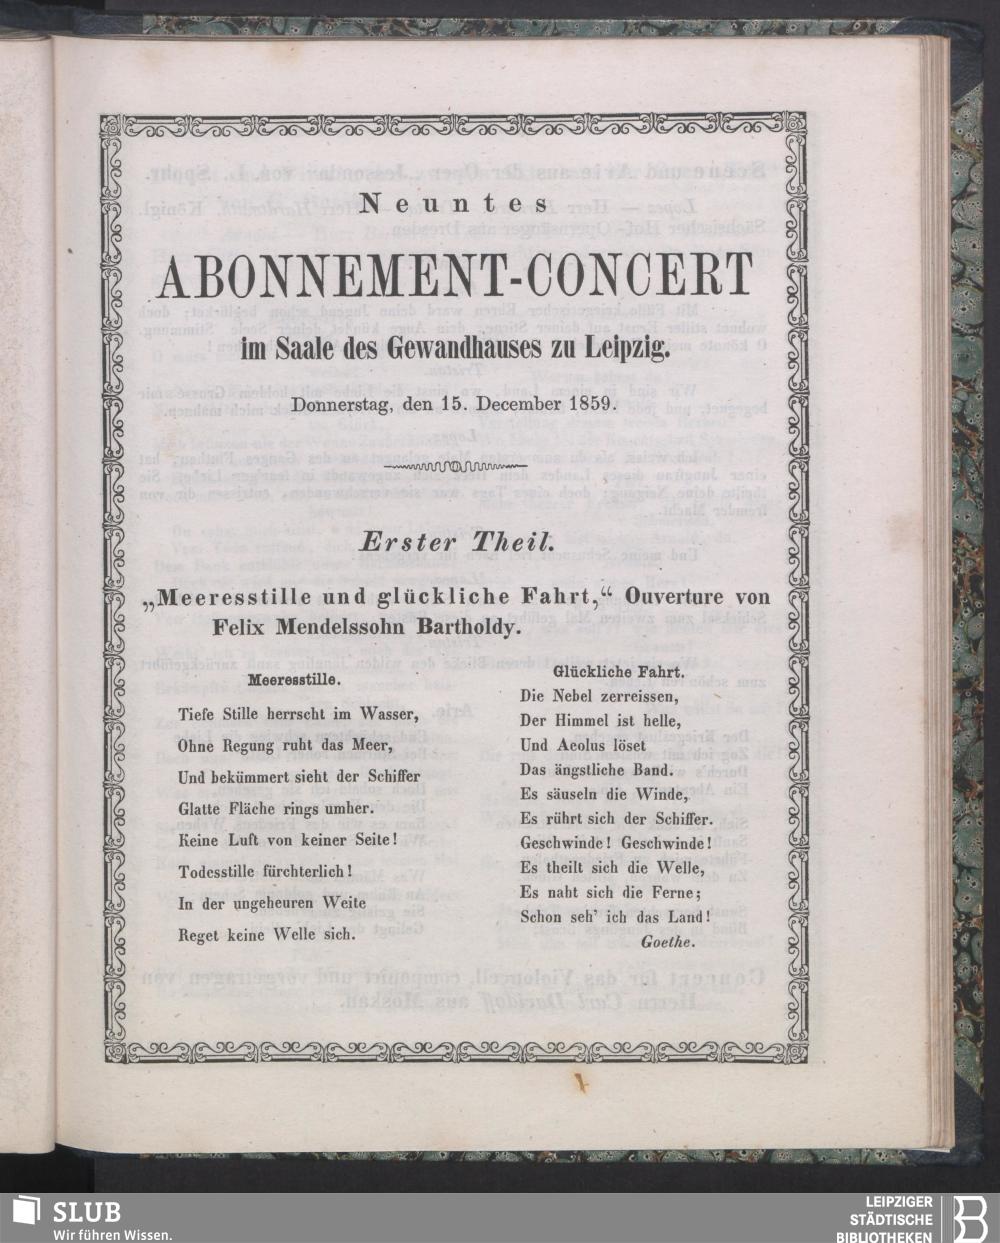 Neuntes
ABONNEMENT-CONCERT
im Saale des Gewandhauses zu Leipzig.
Donnerstag, den 15. December 1859.
Erster Theil.
„Meeresstille und glückliche Fahrt,“ Ouverture von
Felix Mendelssohn Bartholdy.
Meeresstille.
Tiefe Stille herrscht im Wasser,
Ohne Regung ruht das Meer,
Und bekümmert sieht der Schiffer
Glatte Fläche rings umher.
Keine Luft von keiner Seite!
Todesstille fürchterlich!
In der ungeheuren Weite
Reget keine Welle sich.
Glückliche Fahrt.
Die Nebel zerreissen,
Der Himmel ist helle,
Und Aeolus löset
Das ängstliche Band.
Es säuseln die Winde,
Es rührt sich der Schiffer.
Geschwinde! Geschwinde!
Es theilt sich die Welle,
Es naht sich die Ferne;
Schon seh' ich das Land!
Goethe.
SLUB
Wir führen Wissen.
LEIPZIGER
STÄDTISCHE
BIBLIOTHEKEN